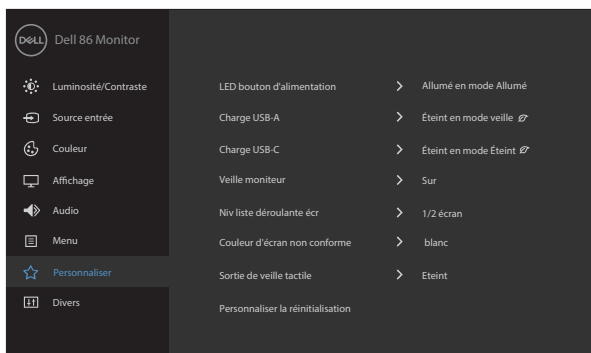 DELL Dell 86 Monitor
Luminosité/Contraste
Source entrée
Couleur
Affichage
Audio
Menu
Personnaliser
Divers
LED bouton d'alimentation Allumé en mode Allumé
Charge USB-A Éteint en mode veille
Charge USB-C Éteint en mode Éteint
Veille moniteur Sur
Niv liste déroulante écr 1/2 écran
Couleur d'écran non conforme blanc
Sortie de veille tactile Eteint
Personnaliser la réinitialisation